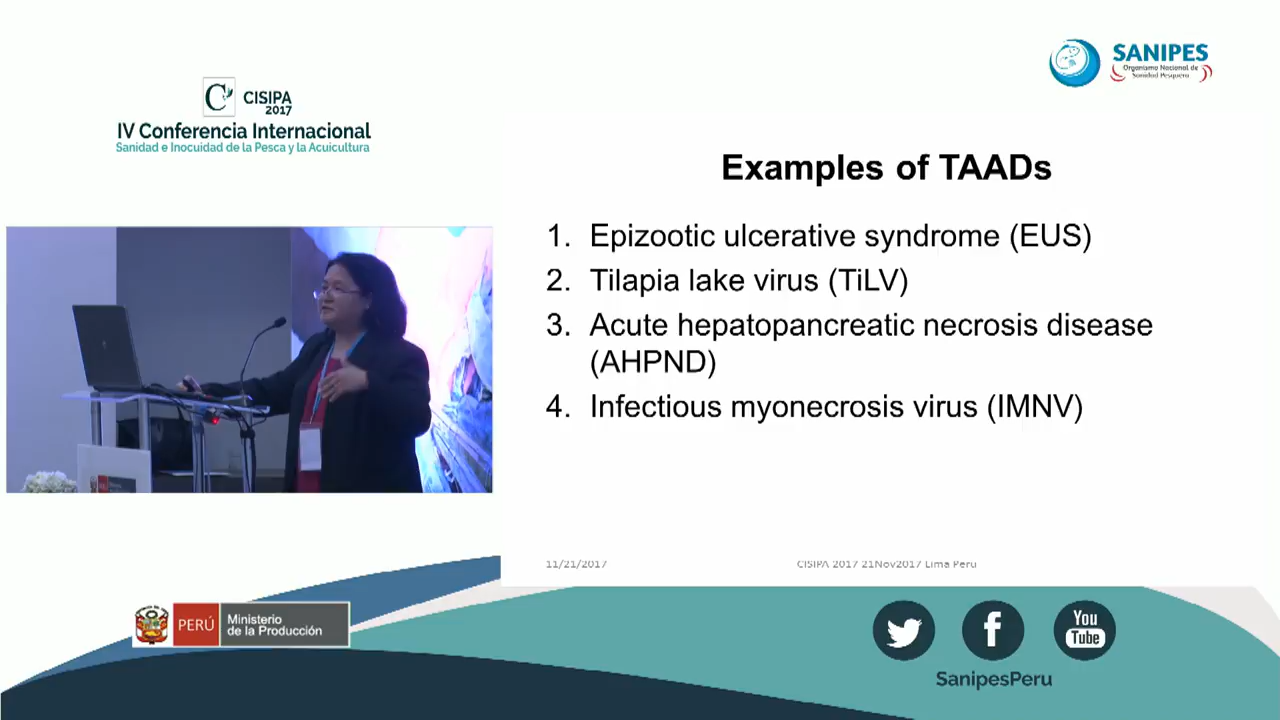 SANIPES
Organismo Nacional de
Sanidad Pesquera
C
CISIPA
2017
IV Conferencia Internacional
Sanidad e Inocuidad de la Pesca y la Acuicultura
Examples of TAADs
1. Epizootic ulcerative syndrome (EUS)
2. Tilapia lake virus (TiLV)
3. Acute hepatopancreatic necrosis disease
(AHPND)
4. Infectious myonecrosis virus (IMNV)
11/21/2017
CISIPA 2017 21Nov2017 Lima Peru
PERÚ
Ministerio
de la Producción
You
Tube
SanipesPeru